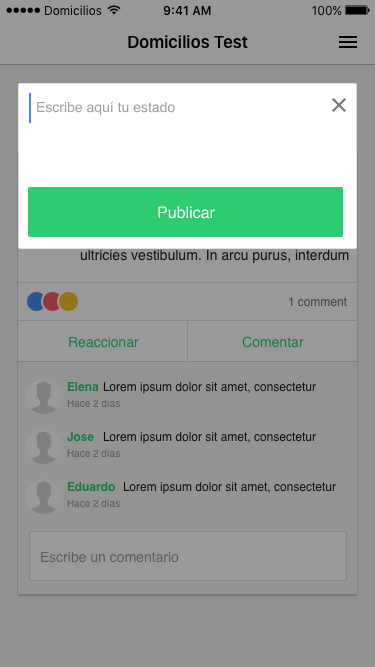 Domicilios 9:41 AM 100%
Domicilios Test
Escribe aquí tu estado
Publicar
ultricies vestibulum. In arcu purus, interdum
1 comment
Reaccionar Comentar
Elena Lorem ipsum dolor sit amet, consectetur
Hace 2 días
Jose Lorem ipsum dolor sit amet, consectetur
Hace 2 días
Eduardo Lorem ipsum dolor sit amet, consectetur
Hace 2 días
Escribe un comentario